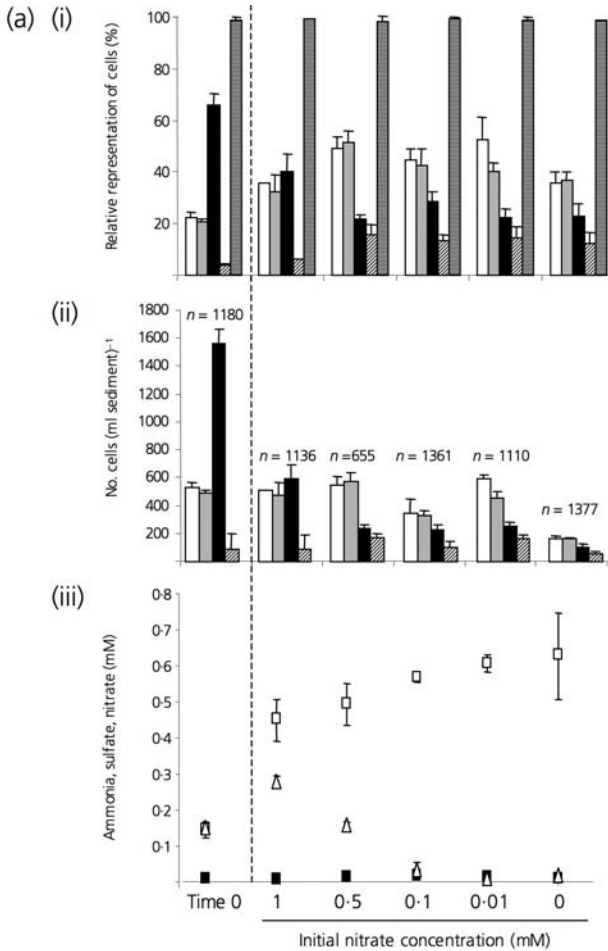 (a) (i)
Relative representation of cells (%)
100
80
60
40
20
(ii)
No. cells (ml sediment)⁻¹
1800
1600
1400
1200
1000
800
600
400
200
n = 1180
n = 1136
n =655
n = 1361
n = 1110
n = 1377
(iii)
Ammonia, sulfate, nitrate (mM)
0·8
0·7
0·6
0·5
0·4
0·3
0·2
0·1
Time 0 1 0·5 0·1 0·01 0
Initial nitrate concentration (mM)